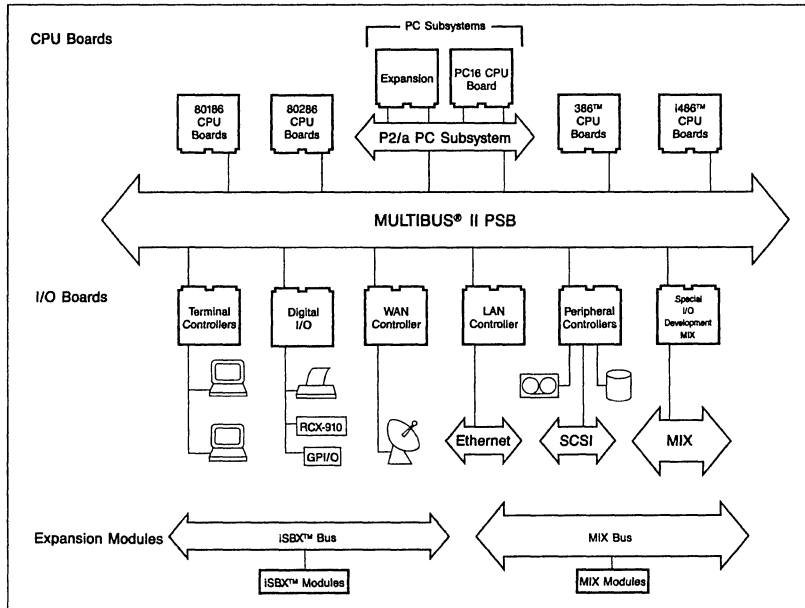 PC Subsystems
CPU Boards
Expansion
PC16 CPU
Board
80186
CPU
Boards
80286
CPU
Boards
P2/a PC Subsystem
386™
CPU
Boards
i486™
CPU
Boards
MULTIBUS® II PSB
I/O Boards
Terminal
Controllers
Digital
I/O
WAN
Controller
LAN
Controller
Peripheral
Controllers
Special
I/O
Development
MIX
RCX-910
GPI/O
Ethernet
SCSI
MIX
Expansion Modules
iSBX™ Bus
MIX Bus
iSBX™ Modules
MIX Modules